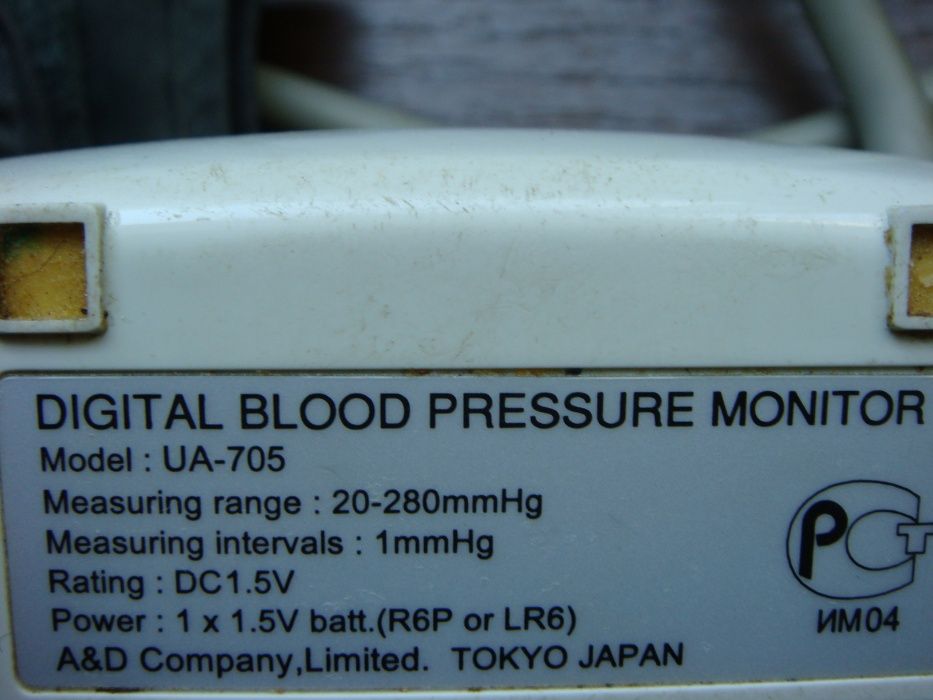 DIGITAL BLOOD PRESSURE MONITOR
Model : UA-705
Measuring range : 20-280mmHg
Measuring intervals : 1mmHg
Rating : DC1.5V
Power : 1 x 1.5V batt.(R6P or LR6)
A&D Company,Limited. TOKYO JAPAN
РСТ
ИМ04